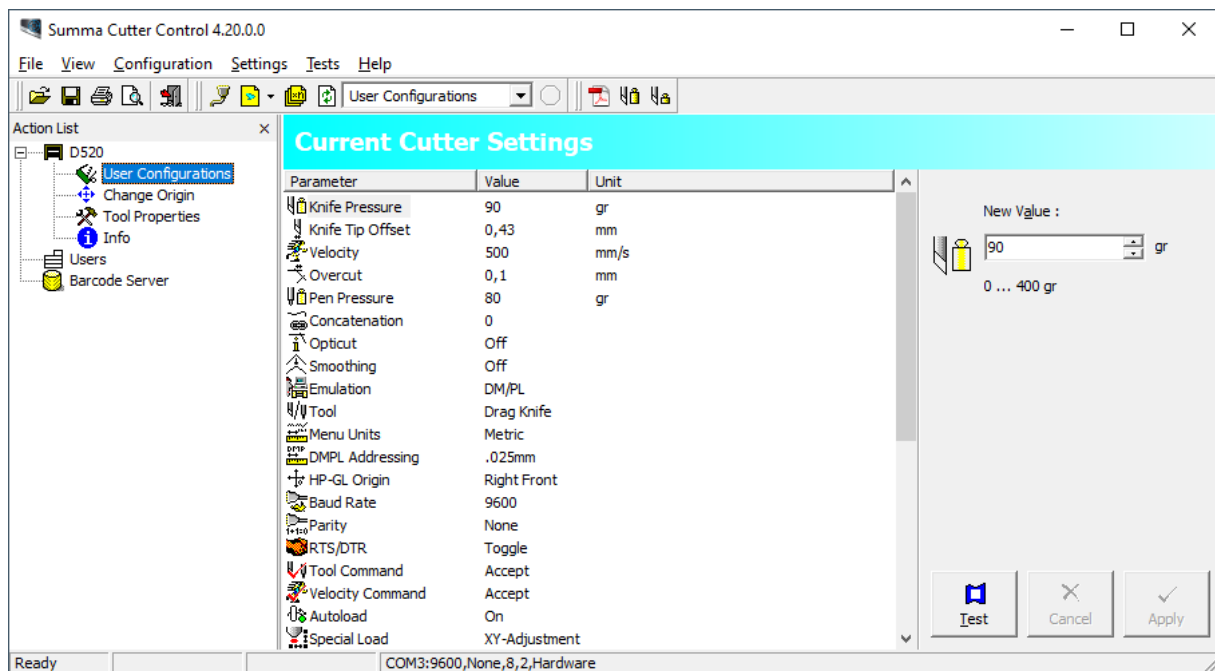 Summa Cutter Control 4.20.0.0
File View Configuration Settings Tests Help
User Configurations
Action List
D520
User Configurations
Change Origin
Tool Properties
Info
Users
Barcode Server
Current Cutter Settings
Parameter Value Unit
Knife Pressure 90 gr
Knife Tip Offset 0,43 mm
Velocity 500 mm/s
Overcut 0,1 mm
Pen Pressure 80 gr
Concatenation 0
Opticut Off
Smoothing Off
Emulation DM/PL
Tool Drag Knife
Menu Units Metric
DMPL Addressing .025mm
HP-GL Origin Right Front
Baud Rate 9600
Parity None
RTS/DTR Toggle
Tool Command Accept
Velocity Command Accept
Autoload On
Special Load XY-Adjustment
New Value :
90 gr
0 ... 400 gr
Test Cancel Apply
Ready COM3:9600,None,8,2,Hardware